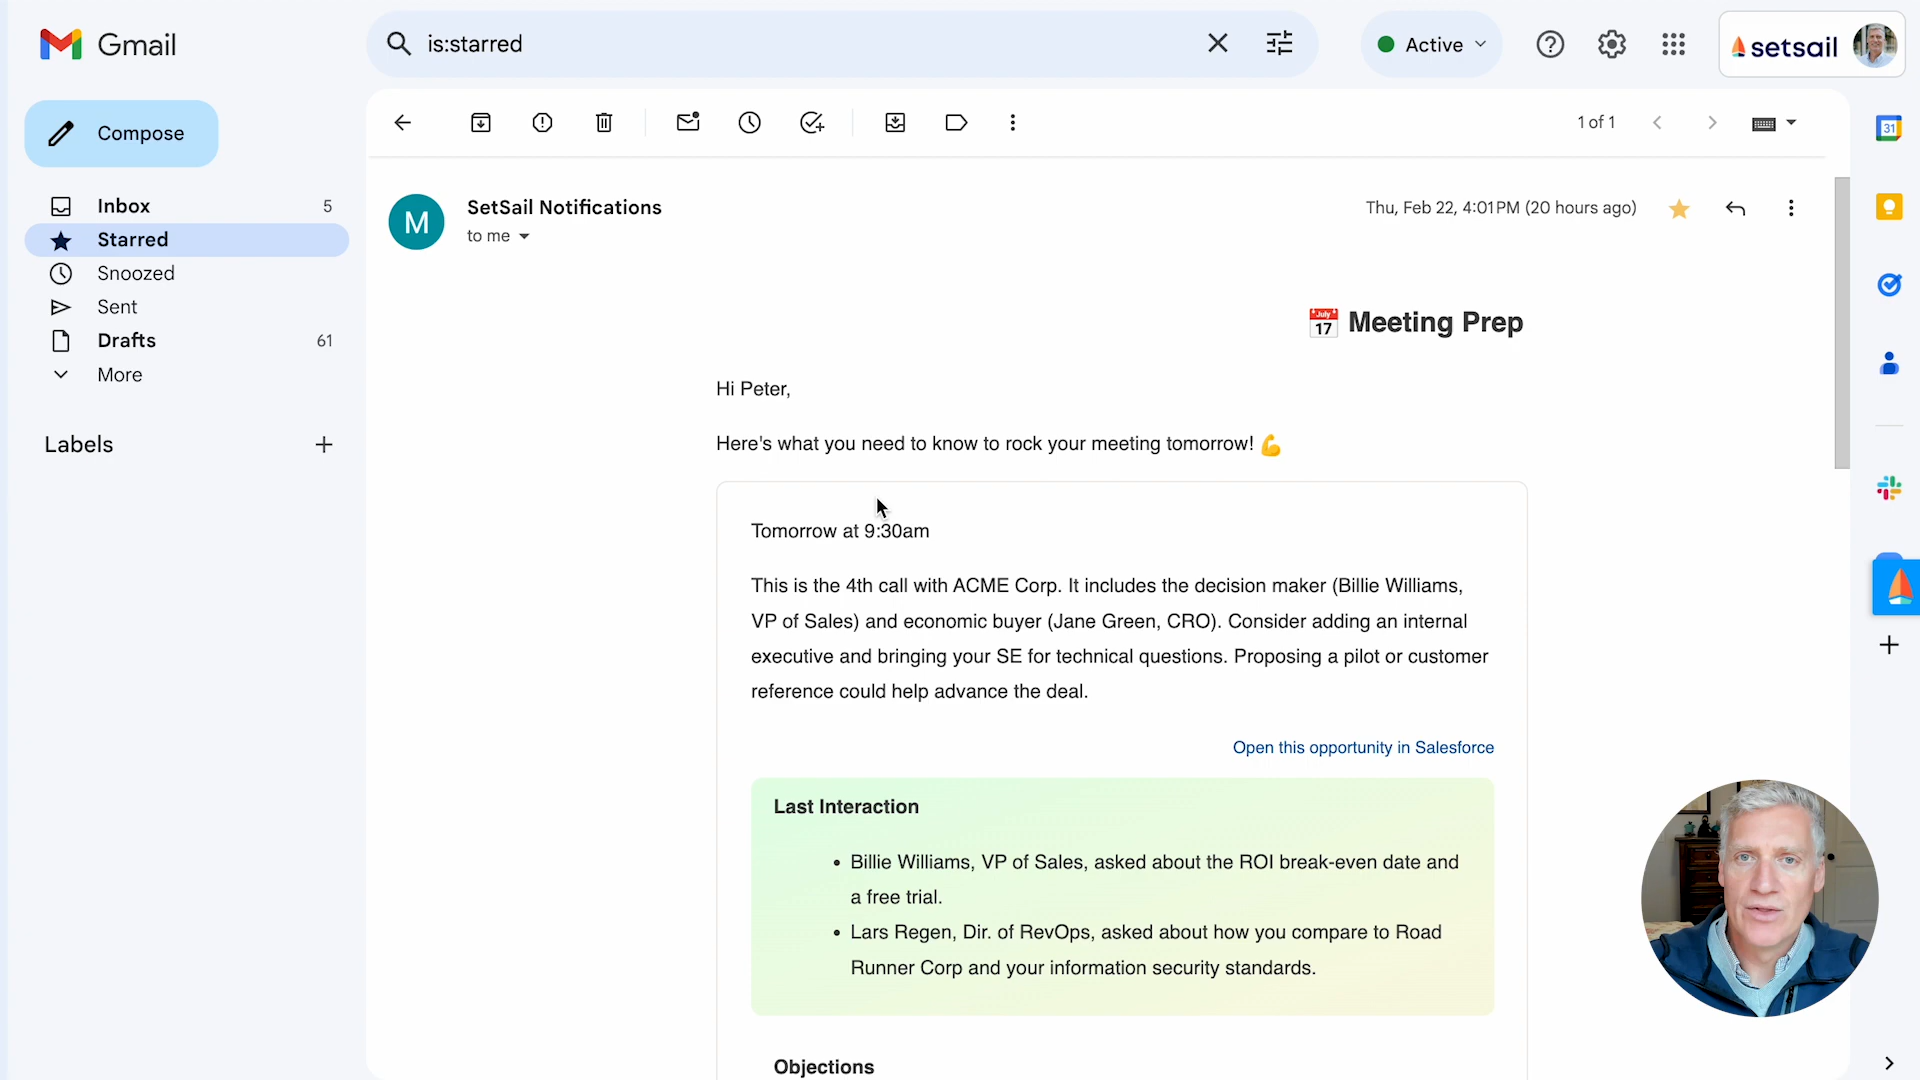 Gmail
is:starred
Active
setsail
Compose
1 of 1
31
Inbox 5
Starred
Snoozed
Sent
Drafts 61
More
Labels
M
SetSail Notifications
Thu, Feb 22, 4:01PM (20 hours ago)
to me
July
17
Meeting Prep
Hi Peter,
Here's what you need to know to rock your meeting tomorrow! 💪
Tomorrow at 9:30am
This is the 4th call with ACME Corp. It includes the decision maker (Billie Williams,
VP of Sales) and economic buyer (Jane Green, CRO). Consider adding an internal
executive and bringing your SE for technical questions. Proposing a pilot or customer
reference could help advance the deal.
Open this opportunity in Salesforce
Last Interaction
• Billie Williams, VP of Sales, asked about the ROI break-even date and
a free trial.
• Lars Regen, Dir. of RevOps, asked about how you compare to Road
Runner Corp and your information security standards.
Objections